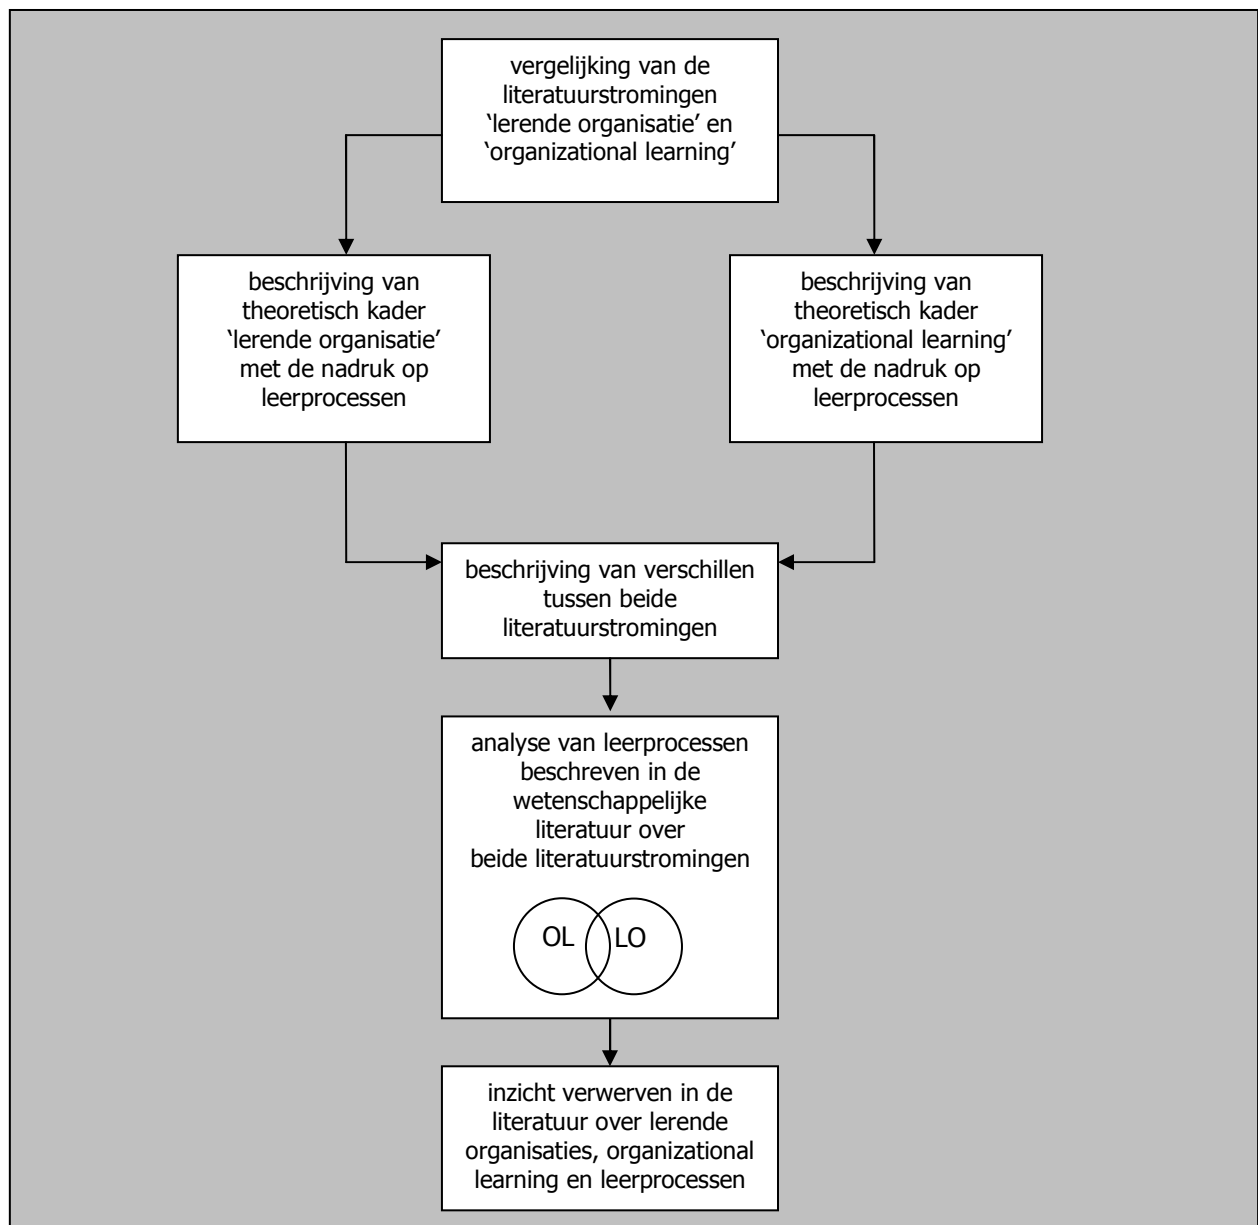 vergelijking van de
literatuurstromingen
‘lerende organisatie’ en
‘organizational learning’
beschrijving van
theoretisch kader
‘lerende organisatie’
met de nadruk op
leerprocessen
beschrijving van
theoretisch kader
‘organizational learning’
met de nadruk op
leerprocessen
beschrijving van verschillen
tussen beide
literatuurstromingen
analyse van leerprocessen
beschreven in de
wetenschappelijke
literatuur over
beide literatuurstromingen
OL LO
inzicht verwerven in de
literatuur over lerende
organisaties, organizational
learning en leerprocessen